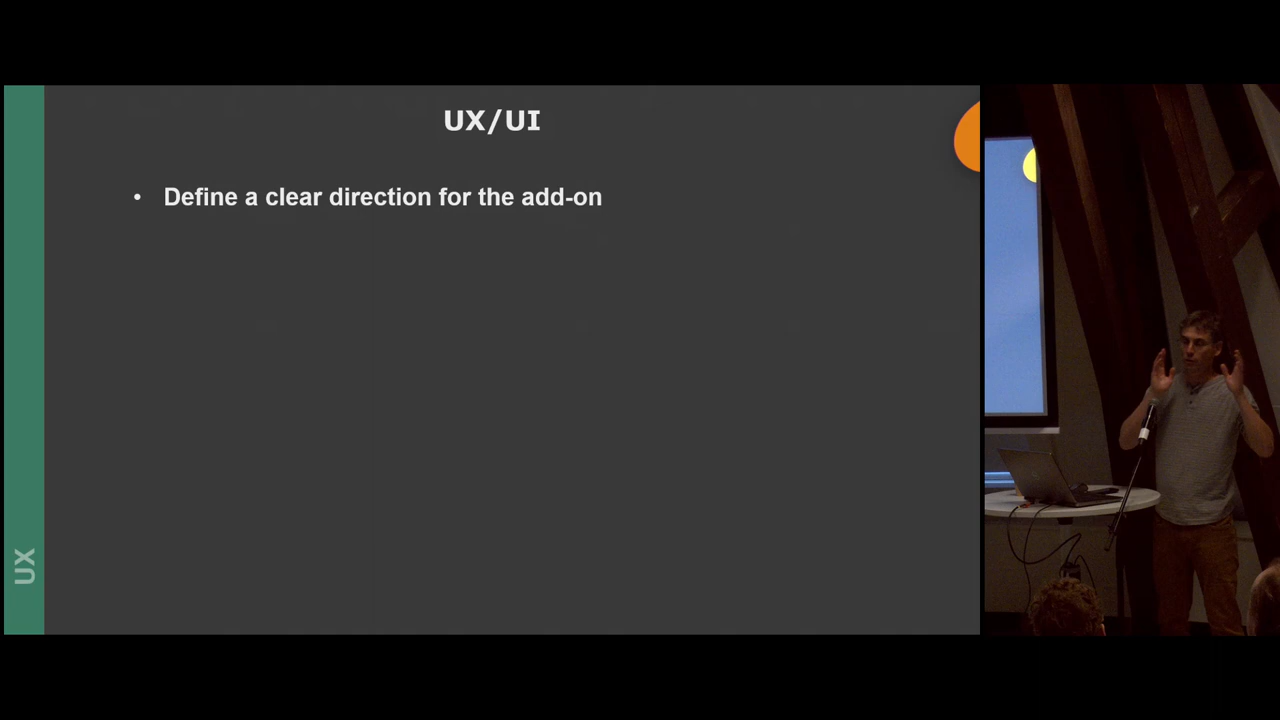 UX/UI
• Define a clear direction for the add-on
UX